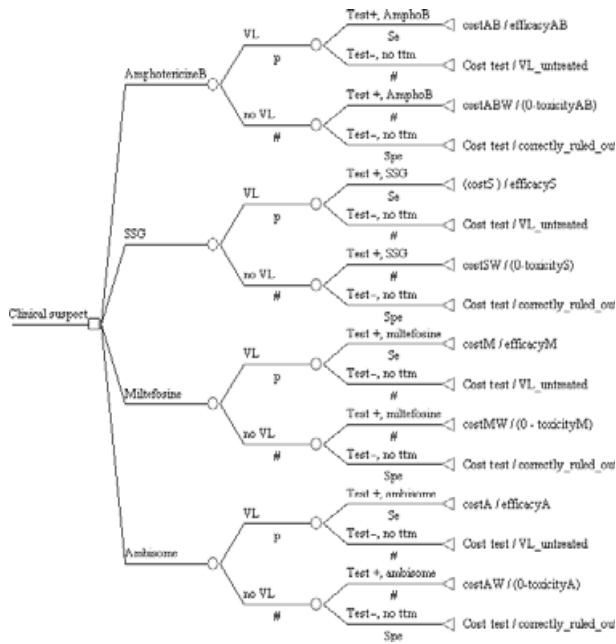 Test+, AmphoB
costAB / efficacyAB
VL
Se
p
Test-, no ttm
Cost test / VL_untreated
#
AmphotericineB
Test +, AmphoB
costABW / (0-toxicityAB)
no VL
#
#
Test-, no ttm
Cost test / correctly_ruled_out
Spe
Test +, SSG
(costS ) / efficacyS
VL
Se
p
Test-, no ttm
Cost test / VL_untreated
#
SSG
Test +, SSG
costSW / (0-toxicityS)
no VL
#
#
Test-, no ttm
Cost test / correctly_ruled_out
Spe
Clinical suspect
Test +, miltefosine
costM / efficacyM
VL
Se
p
Test-, no ttm
Cost test / VL_untreated
#
Miltefosine
Test +, miltefosine
costMW / (0 - toxicityM)
no VL
#
#
Test-, no ttm
Cost test / correctly_ruled_out
Spe
Test +, ambisome
costA / efficacyA
VL
Se
p
Test-, no ttm
Cost test / VL_untreated
#
Ambisome
Test +, ambisome
costAW / (0-toxicityA)
no VL
#
#
Test-, no ttm
Cost test / correctly_ruled_out
Spe